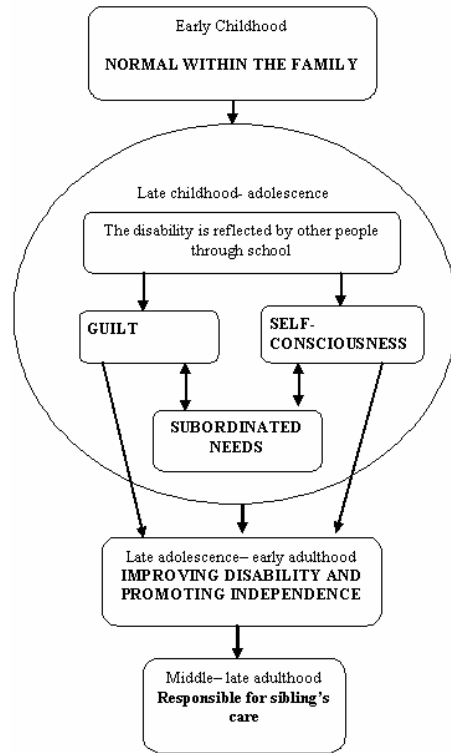 Early Childhood
NORMAL WITHIN THE FAMILY
Late childhood- adolescence
The disability is reflected by other people
through school
GUILT
SELF-
CONSCIOUSNESS
SUBORDINATED
NEEDS
Late adolescence– early adulthood
IMPROVING DISABILITY AND
PROMOTING INDEPENDENCE
Middle– late adulthood
Responsible for sibling's
care